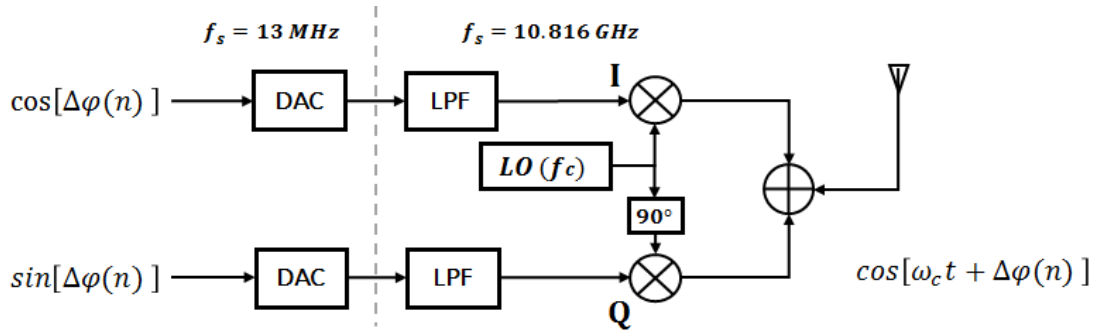 f_s = 13 MHz
f_s = 10.816 GHz
cos[Δφ(n) ]
DAC
LPF
I
LO (fc)
90°
sin[Δφ(n) ]
DAC
LPF
Q
cos[ω_c t + Δφ(n) ]